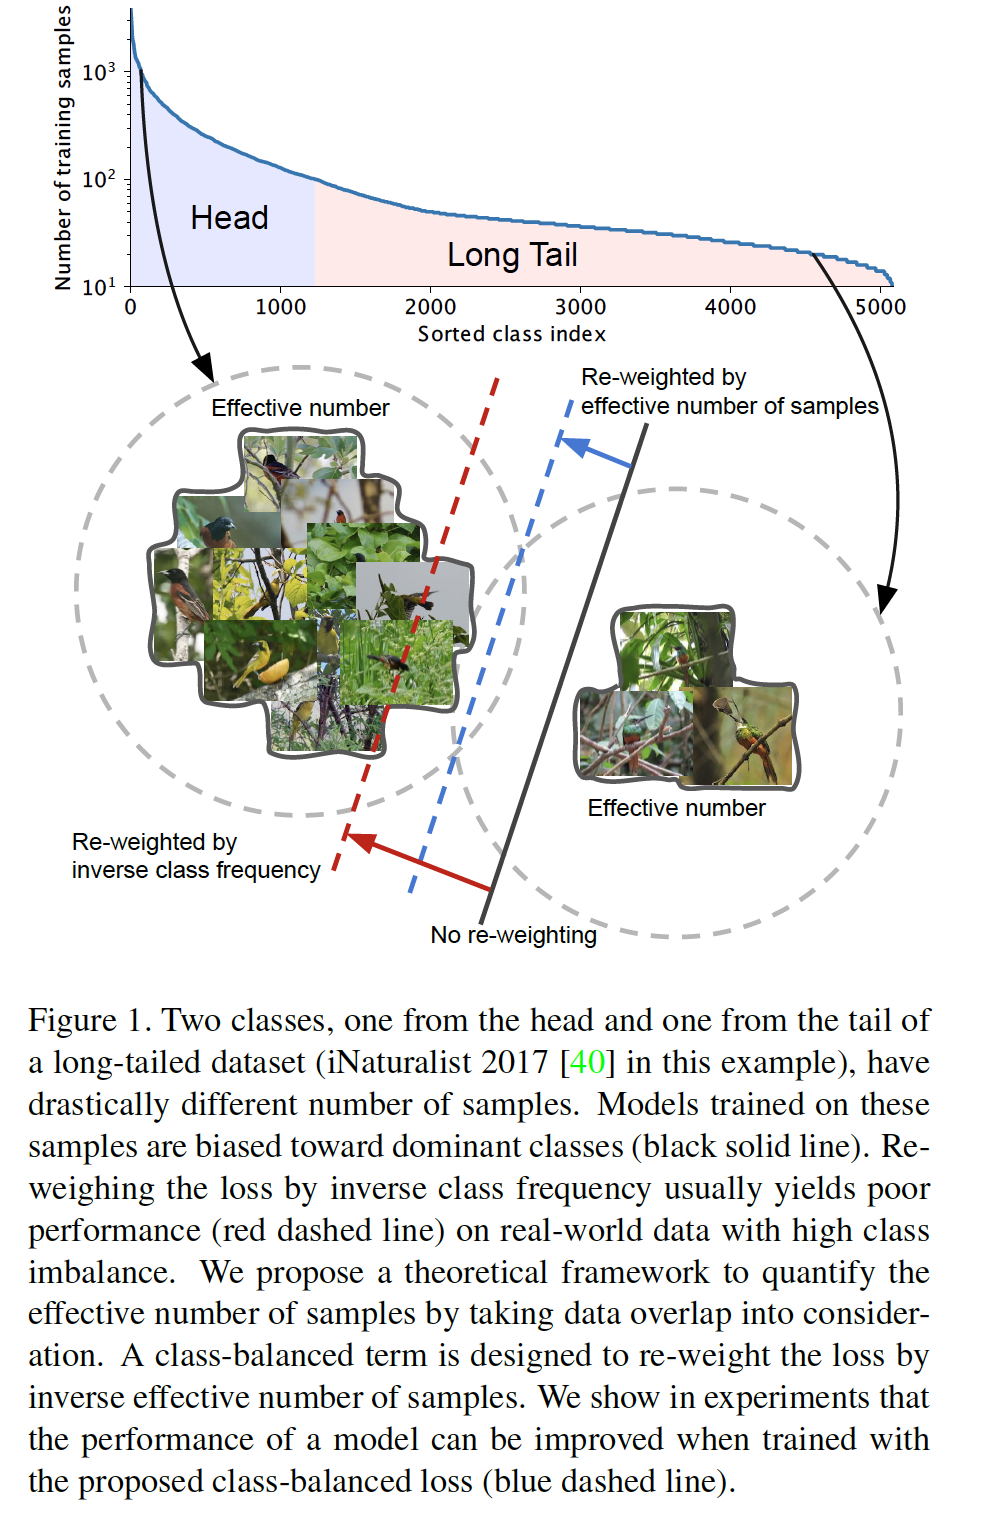 Number of training samples
10³
10²
10¹
Head
Long Tail
0 1000 2000 3000 4000 5000
Sorted class index
Re-weighted by
effective number of samples
Effective number
Effective number
Re-weighted by
inverse class frequency
No re-weighting
Figure 1. Two classes, one from the head and one from the tail of
a long-tailed dataset (iNaturalist 2017 [40] in this example), have
drastically different number of samples. Models trained on these
samples are biased toward dominant classes (black solid line). Re-
weighing the loss by inverse class frequency usually yields poor
performance (red dashed line) on real-world data with high class
imbalance. We propose a theoretical framework to quantify the
effective number of samples by taking data overlap into consider-
ation. A class-balanced term is designed to re-weight the loss by
inverse effective number of samples. We show in experiments that
the performance of a model can be improved when trained with
the proposed class-balanced loss (blue dashed line).